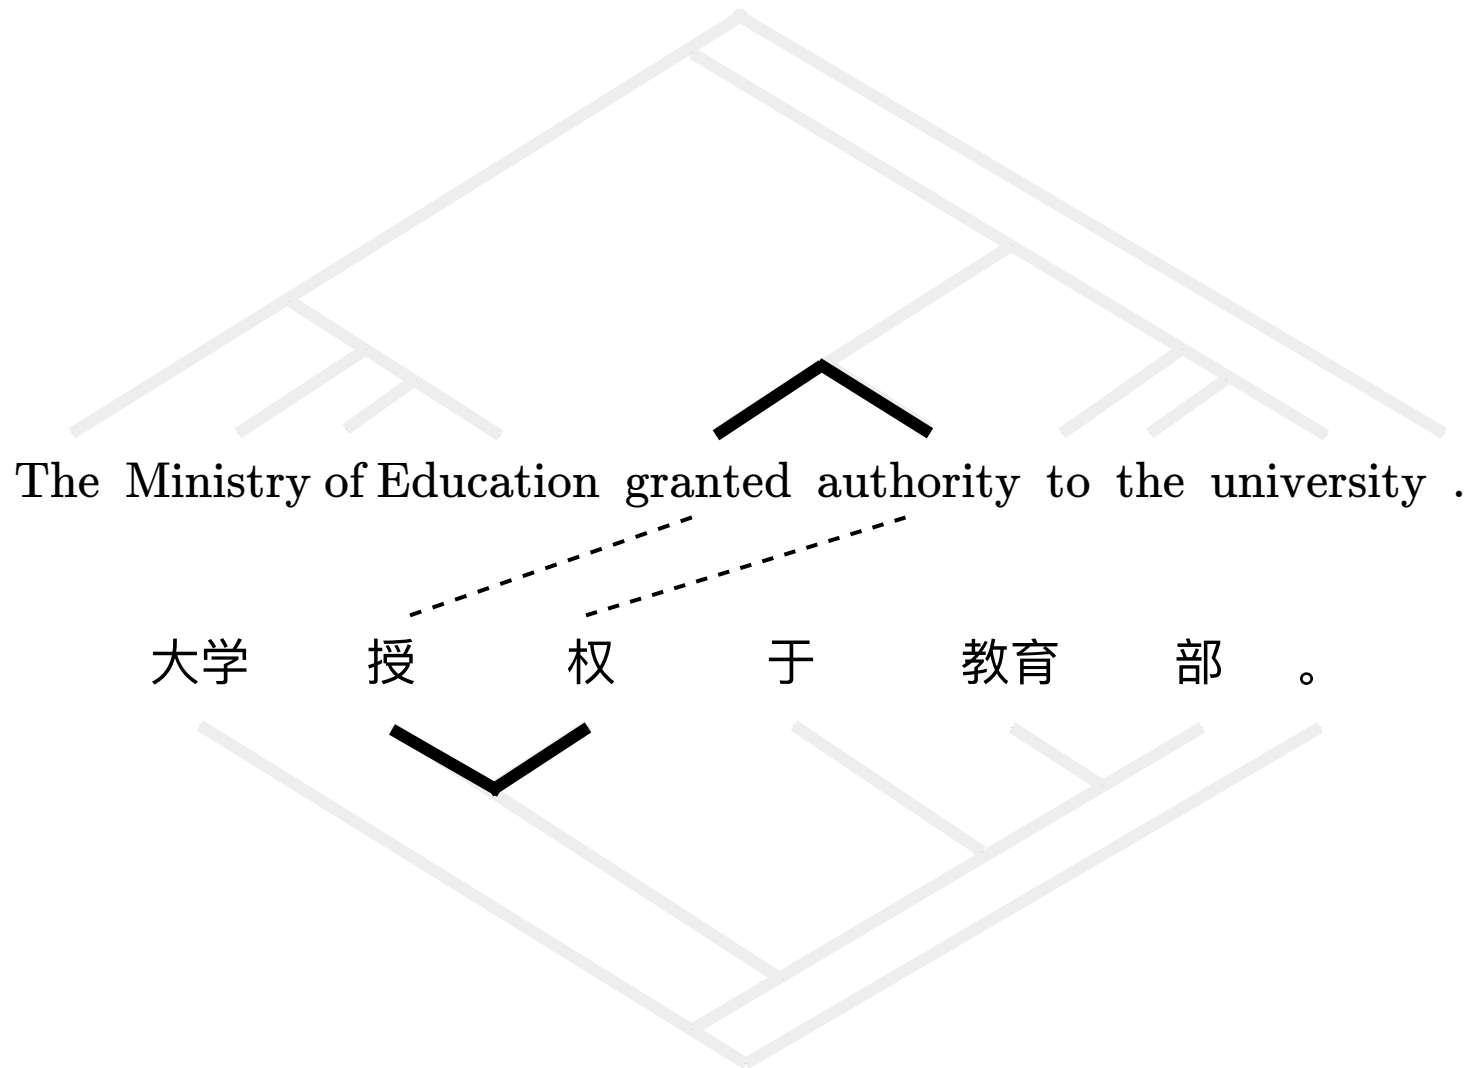 The Ministry of Education granted authority to the university .
大学 授 权 于 教育 部 。